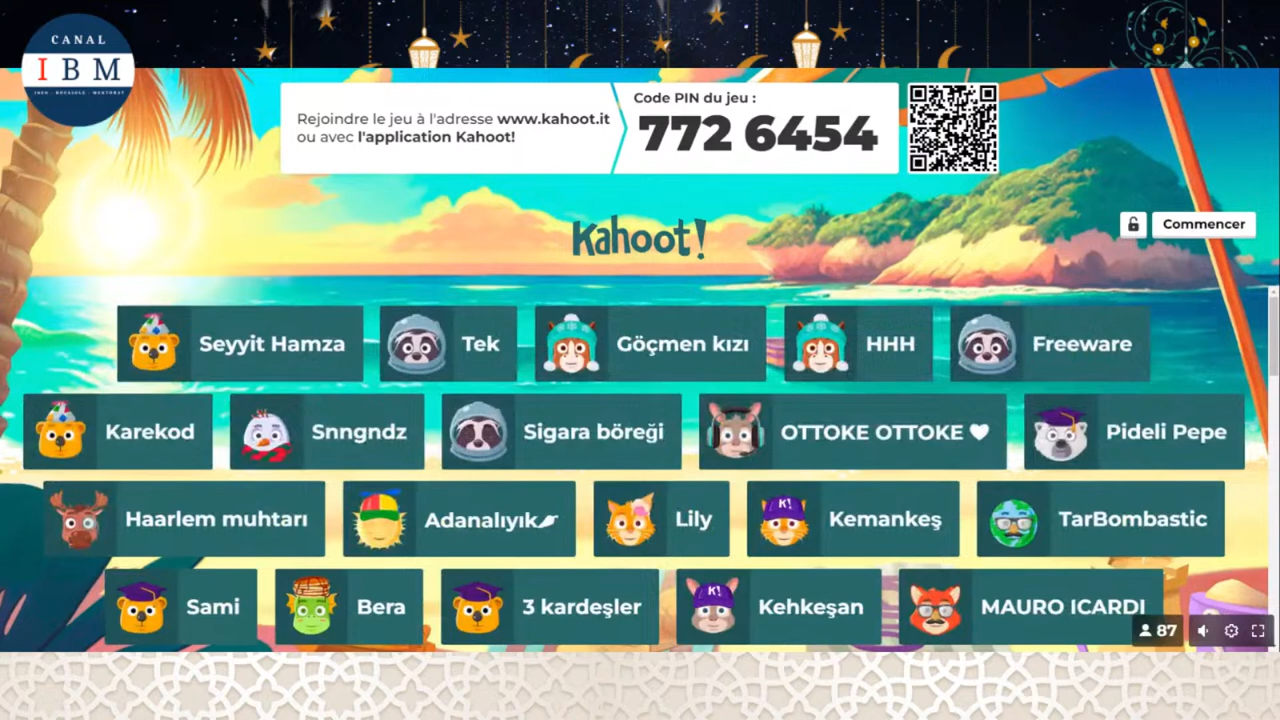 CANAL
IBM
Code PIN du jeu :
Rejoindre le jeu à l'adresse www.kahoot.it
ou avec l'application Kahoot!
772 6454
Commencer
Kahoot!
Seyyit Hamza
Tek
Göçmen kızı
HHH
Freeware
Karekod
Snngndz
Sigara böreği
OTTOKE OTTOKE 🤍
Pideli Pepe
Haarlem muhtarı
Adanalıyık🌶
Lily
K!
Kemankeş
TarBombastic
Sami
Bera
3 kardeşler
K!
Kehkeşan
MAURO ICARDI
87